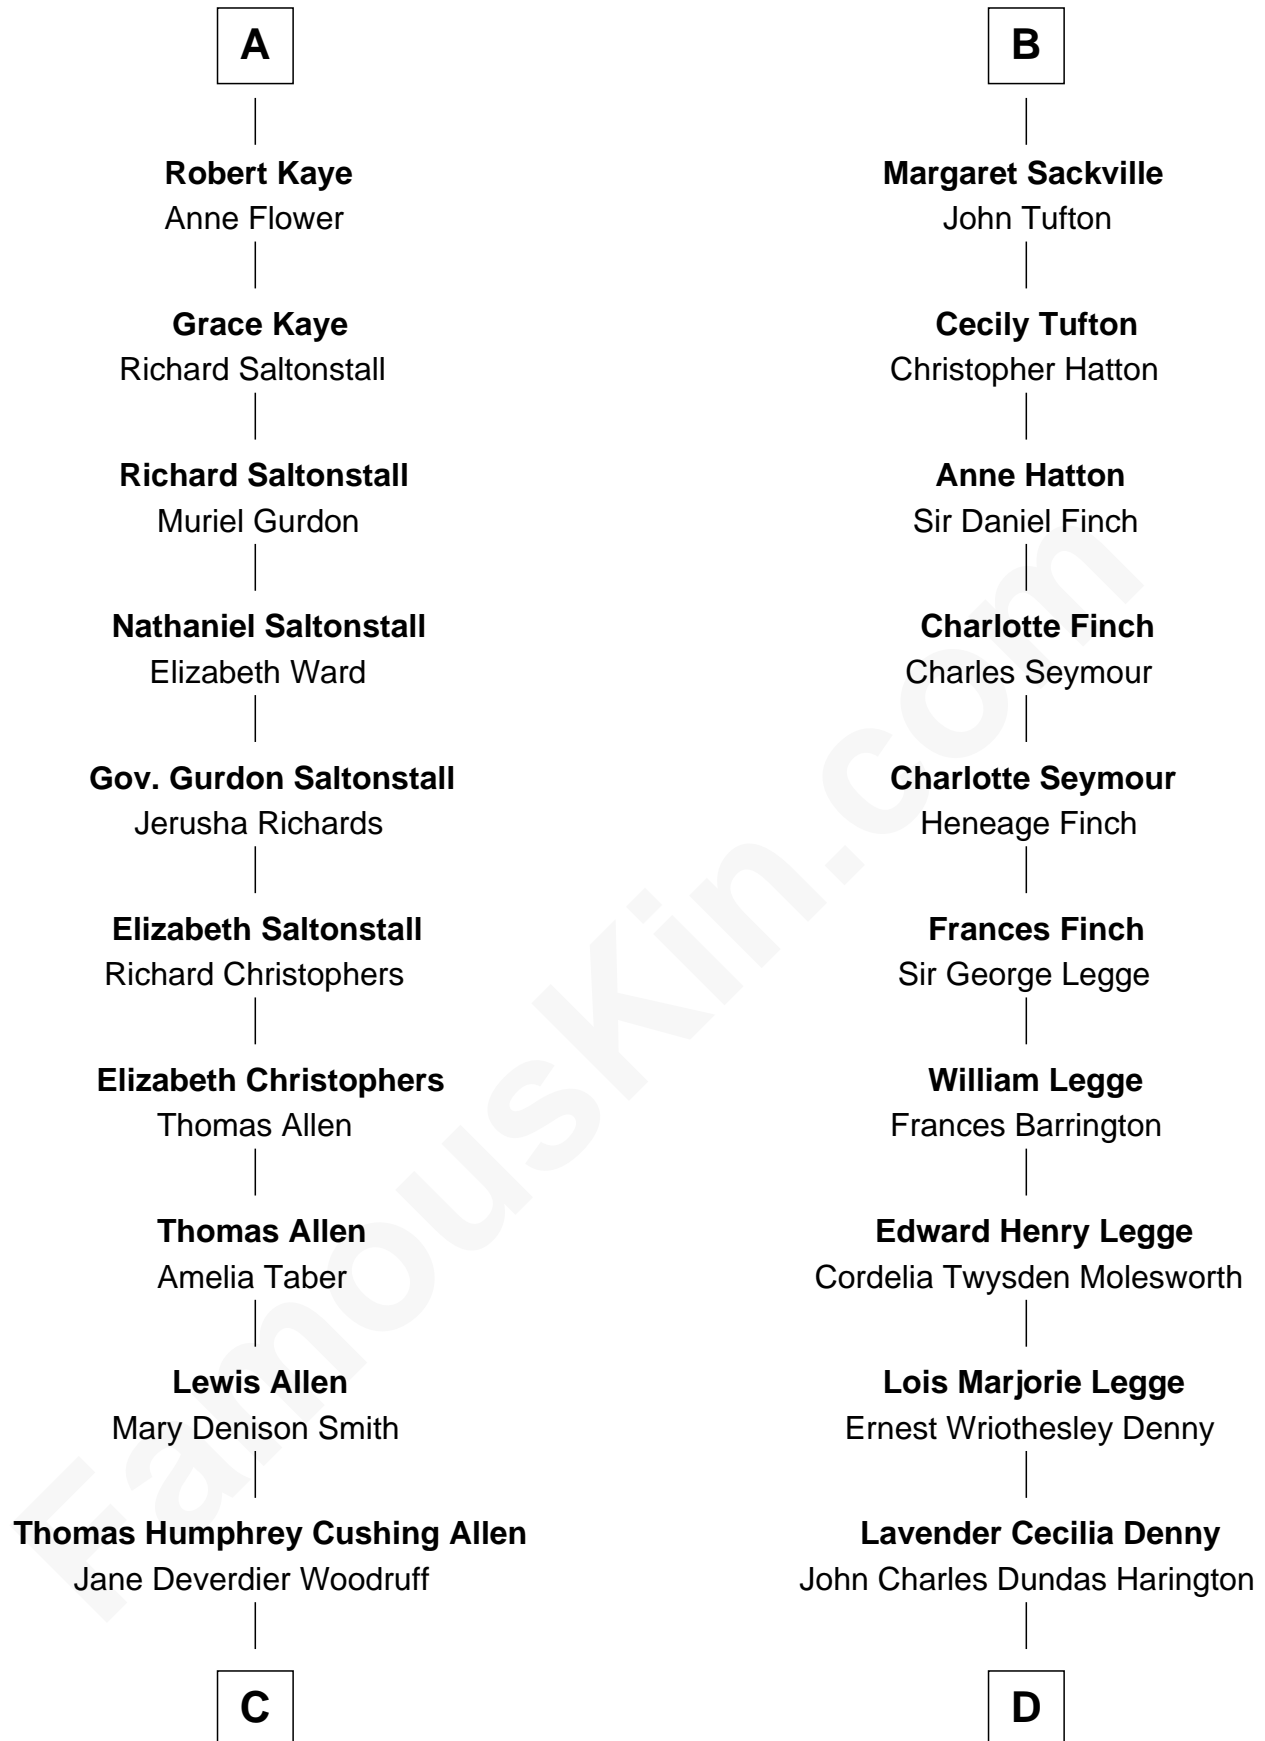 A
Robert Kaye
Anne Flower
Grace Kaye
Richard Saltonstall
Richard Saltonstall
Muriel Gurdon
Nathaniel Saltonstall
Elizabeth Ward
Gov. Gurdon Saltonstall
Jerusha Richards
Elizabeth Saltonstall
Richard Christophers
Elizabeth Christophers
Thomas Allen
Thomas Allen
Amelia Taber
Lewis Allen
Mary Denison Smith
Thomas Humphrey Cushing Allen
Jane Deverdier Woodruff
C
B
Margaret Sackville
John Tufton
Cecily Tufton
Christopher Hatton
Anne Hatton
Sir Daniel Finch
Charlotte Finch
Charles Seymour
Charlotte Seymour
Heneage Finch
Frances Finch
Sir George Legge
William Legge
Frances Barrington
Edward Henry Legge
Cordelia Twysden Molesworth
Lois Marjorie Legge
Ernest Wriothesley Denny
Lavender Cecilia Denny
John Charles Dundas Harington
D
FamousKin.com